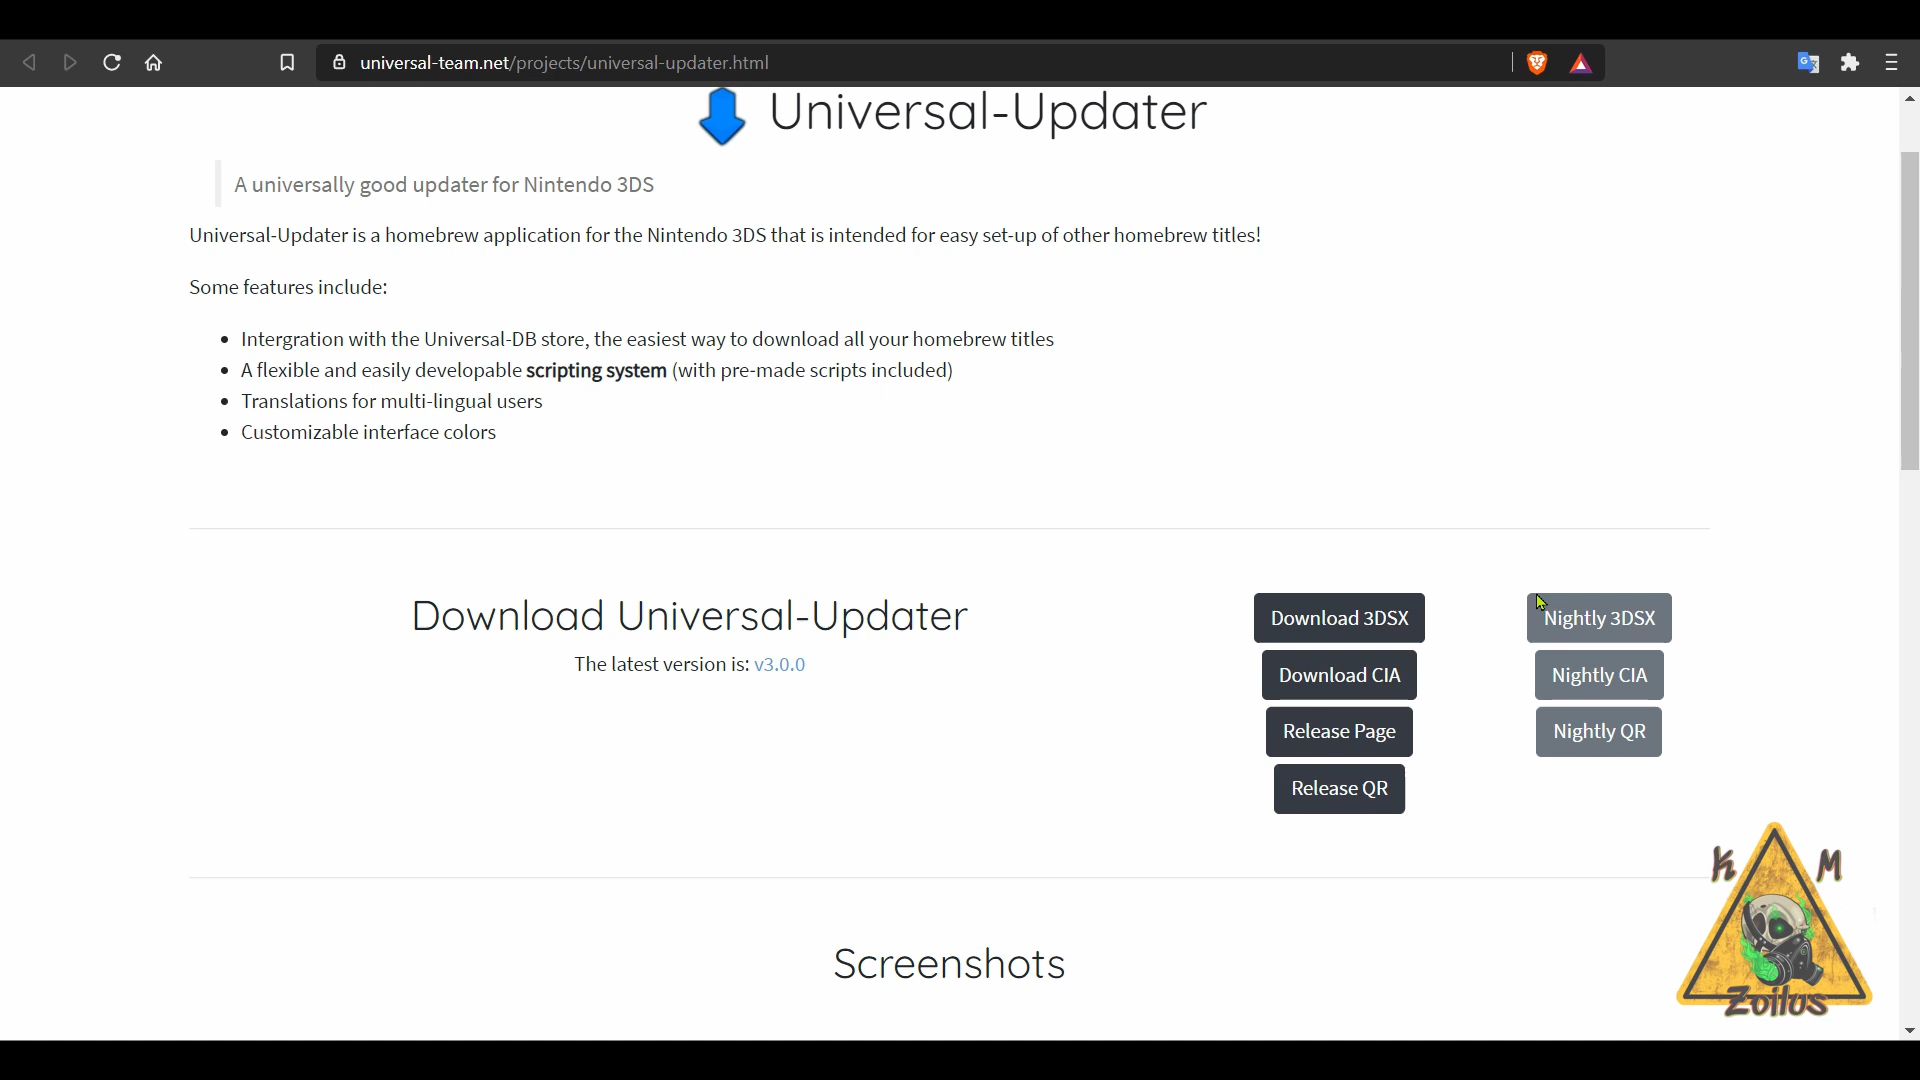 universal-team.net/projects/universal-updater.html
Universal-Updater
A universally good updater for Nintendo 3DS
Universal-Updater is a homebrew application for the Nintendo 3DS that is intended for easy set-up of other homebrew titles!
Some features include:
Intergration with the Universal-DB store, the easiest way to download all your homebrew titles
A flexible and easily developable scripting system (with pre-made scripts included)
Translations for multi-lingual users
Customizable interface colors
Download Universal-Updater
The latest version is: v3.0.0
Download 3DSX
Download CIA
Release Page
Release QR
Nightly 3DSX
Nightly CIA
Nightly QR
Screenshots
K M
Zoilus